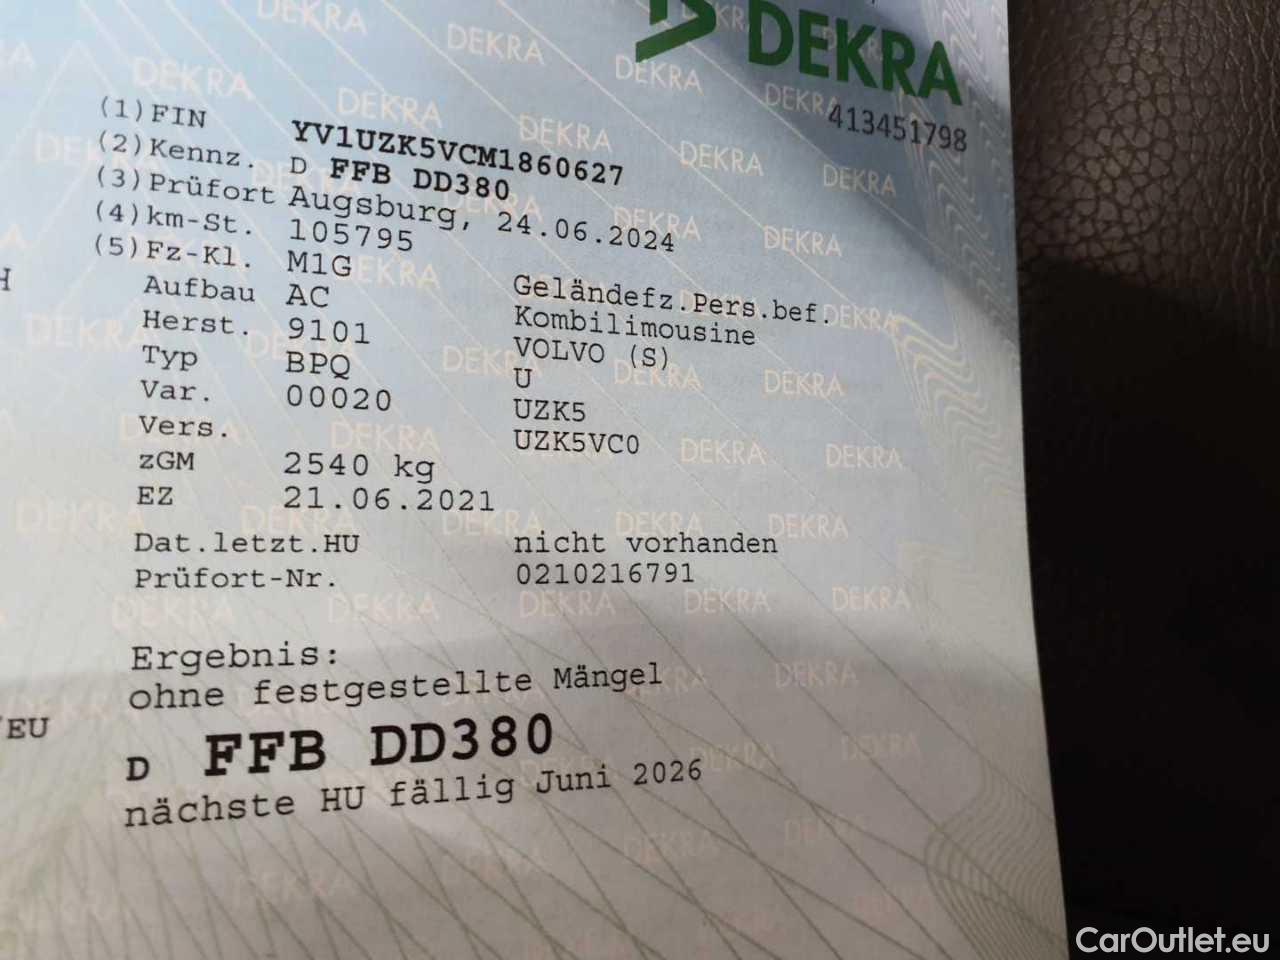 DEKRA
413451798
(1)FIN YV1UZK5VCM1860627
(2)Kennz. D FFB DD380
(3)Prüfort Augsburg, 24.06.2024
(4)km-St. 105795
(5)Fz-Kl. M1G Geländefz.Pers.bef.
Aufbau AC Kombilimousine
Herst. 9101 VOLVO (S)
Typ BPQ U
Var. 00020 UZK5
Vers. UZK5VC0
zGM 2540 kg
EZ 21.06.2021
Dat.letzt.HU nicht vorhanden
Prüfort-Nr. 0210216791
Ergebnis:
ohne festgestellte Mängel
/EU
D FFB DD380
nächste HU fällig Juni 2026
CarOutlet.eu